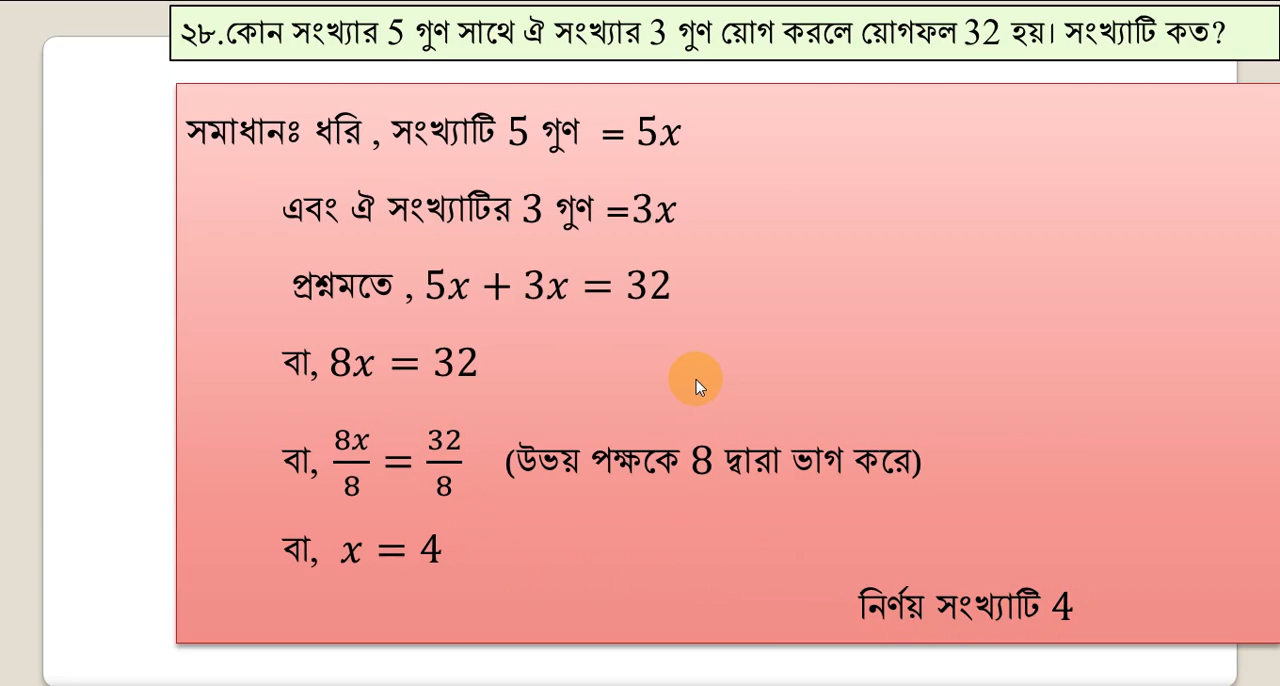 ২৮.কোন সংখ্যার 5 গুণ সাথে ঐ সংখ্যার 3 গুণ যোগ করলে যোগফল 32 হয়। সংখ্যাটি কত?
সমাধানঃ ধরি , সংখ্যাটি 5 গুণ = 5x
এবং ঐ সংখ্যাটির 3 গুণ =3x
প্রশ্নমতে , 5x + 3x = 32
বা, 8x = 32
বা, 8x/8 = 32/8 (উভয় পক্ষকে 8 দ্বারা ভাগ করে)
বা, x = 4
নির্ণয় সংখ্যাটি 4